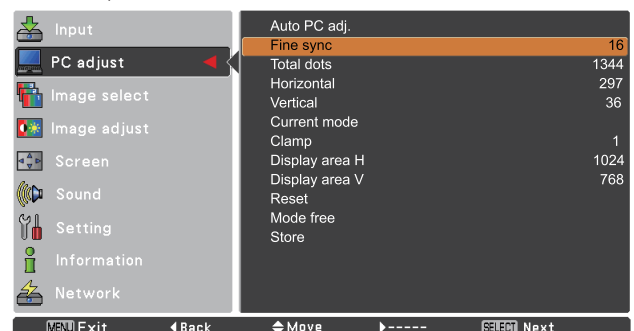 Input
PC adjust
Image select
Image adjust
Screen
Sound
Setting
Information
Network
Auto PC adj.
Fine sync 16
Total dots 1344
Horizontal 297
Vertical 36
Current mode
Clamp 1
Display area H 1024
Display area V 768
Reset
Mode free
Store
MENU Exit ◀Back Move ▶----- SELECT Next